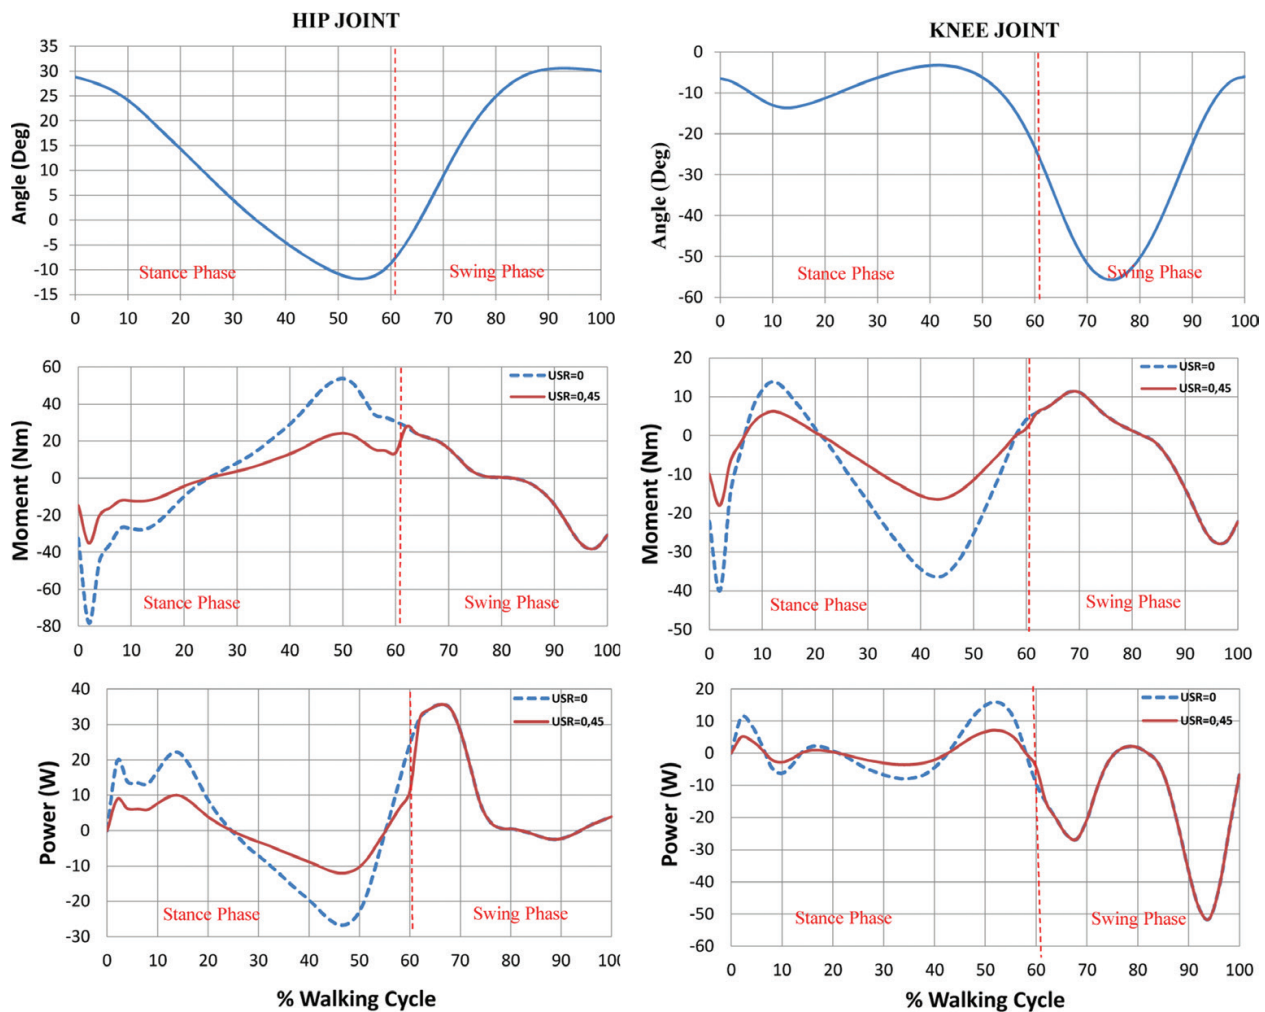 HIP JOINT
35
30
25
20
15
10
5
0
-5
-10
-15
Angle (Deg)
Stance Phase
Swing Phase
0 10 20 30 40 50 60 70 80 90 100
KNEE JOINT
0
-10
-20
-30
-40
-50
-60
Angle (Deg)
Stance Phase
Swing Phase
0 10 20 30 40 50 60 70 80 90 100
60
40
20
0
-20
-40
-60
-80
Moment (Nm)
USR=0
USR=0,45
Stance Phase
Swing Phase
0 10 20 30 40 50 60 70 80 90 100
20
10
0
-10
-20
-30
-40
-50
Moment (Nm)
USR=0
USR=0,45
Stance Phase
Swing Phase
0 10 20 30 40 50 60 70 80 90 100
40
30
20
10
0
-10
-20
-30
Power (W)
USR=0
USR=0,45
Stance Phase
Swing Phase
0 10 20 30 40 50 60 70 80 90 100
% Walking Cycle
20
10
0
-10
-20
-30
-40
-50
-60
Power (W)
USR=0
USR=0,45
Stance Phase
Swing Phase
0 10 20 30 40 50 60 70 80 90 100
% Walking Cycle